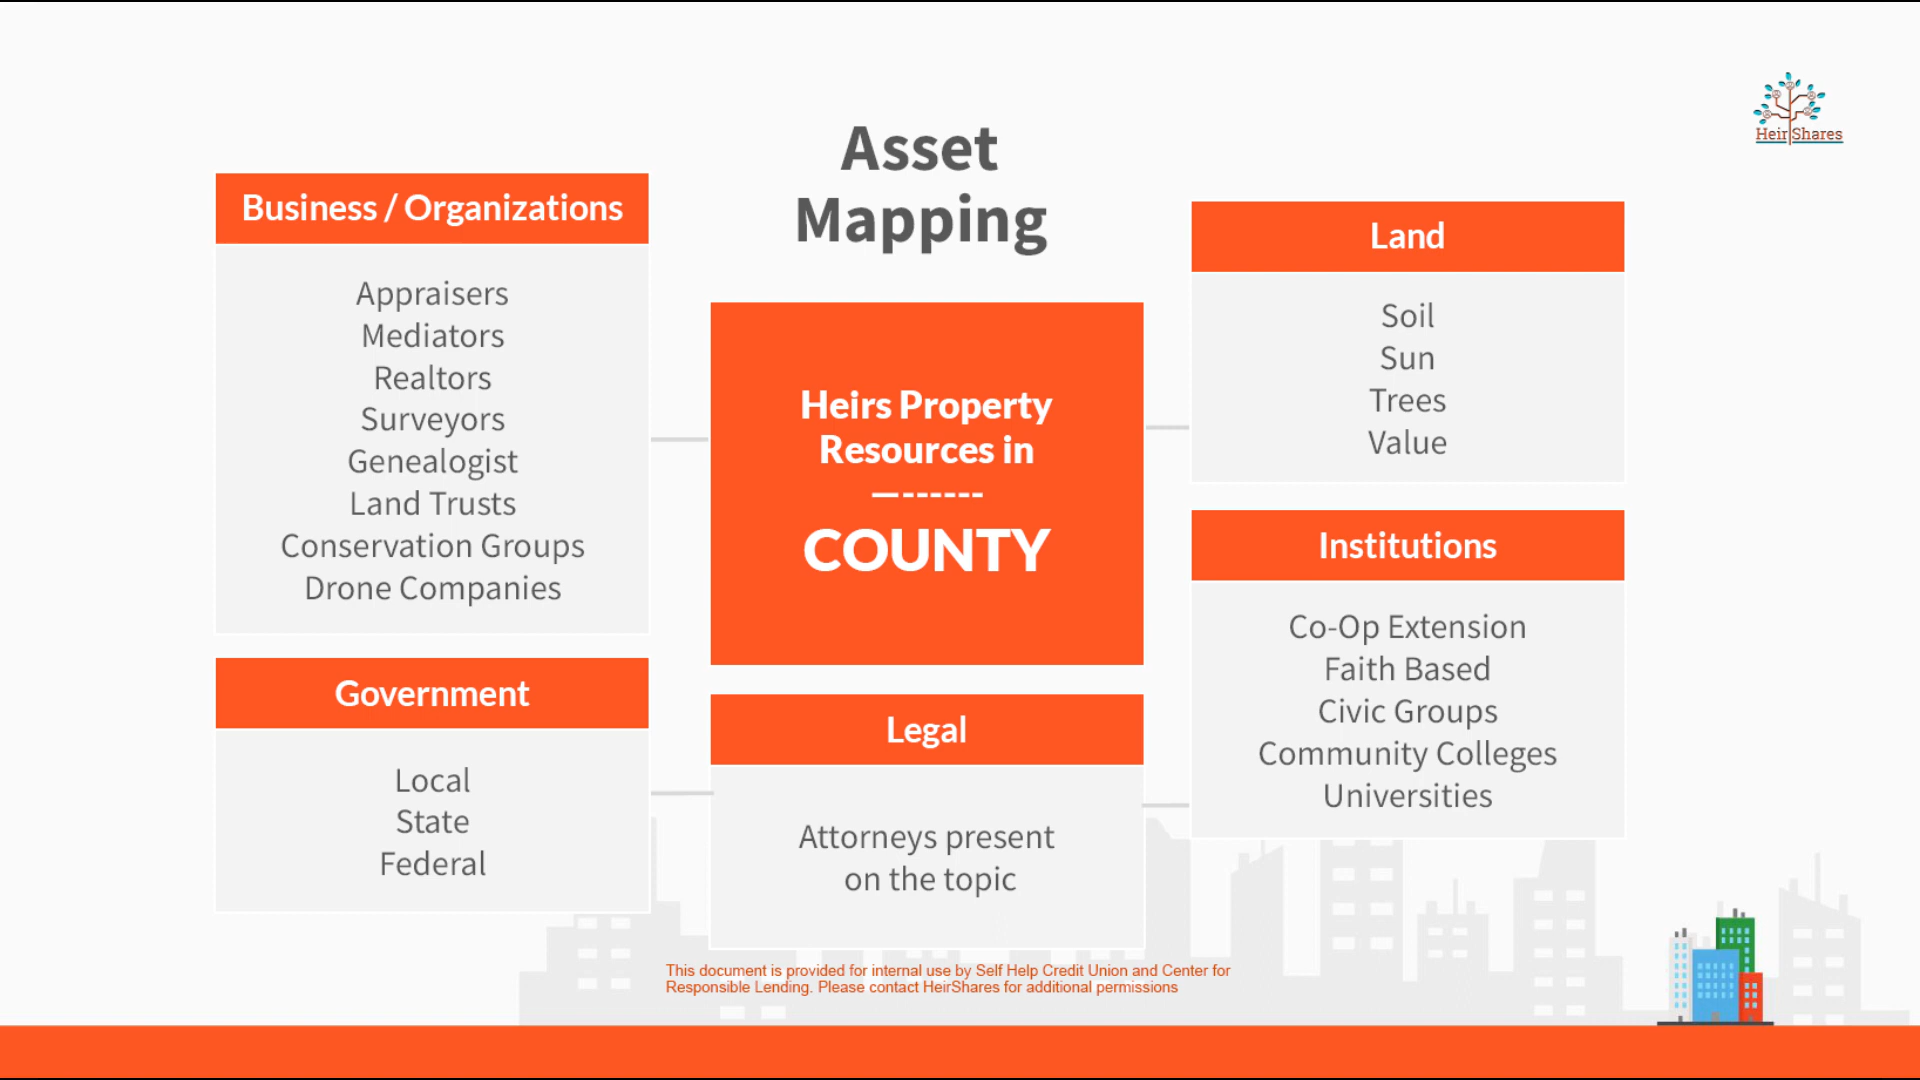 Asset
Mapping
Heir Shares
Business / Organizations
Appraisers
Mediators
Realtors
Surveyors
Genealogist
Land Trusts
Conservation Groups
Drone Companies
Government
Local
State
Federal
Heirs Property
Resources in
—------
COUNTY
Legal
Attorneys present
on the topic
Land
Soil
Sun
Trees
Value
Institutions
Co-Op Extension
Faith Based
Civic Groups
Community Colleges
Universities
This document is provided for internal use by Self Help Credit Union and Center for
Responsible Lending. Please contact HeirShares for additional permissions